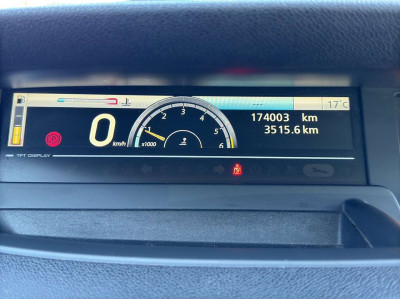 17°C
174003 km
3515.6 km
0 km/h
1 2 3 4 5 6
x1000
TFT DISPLAY